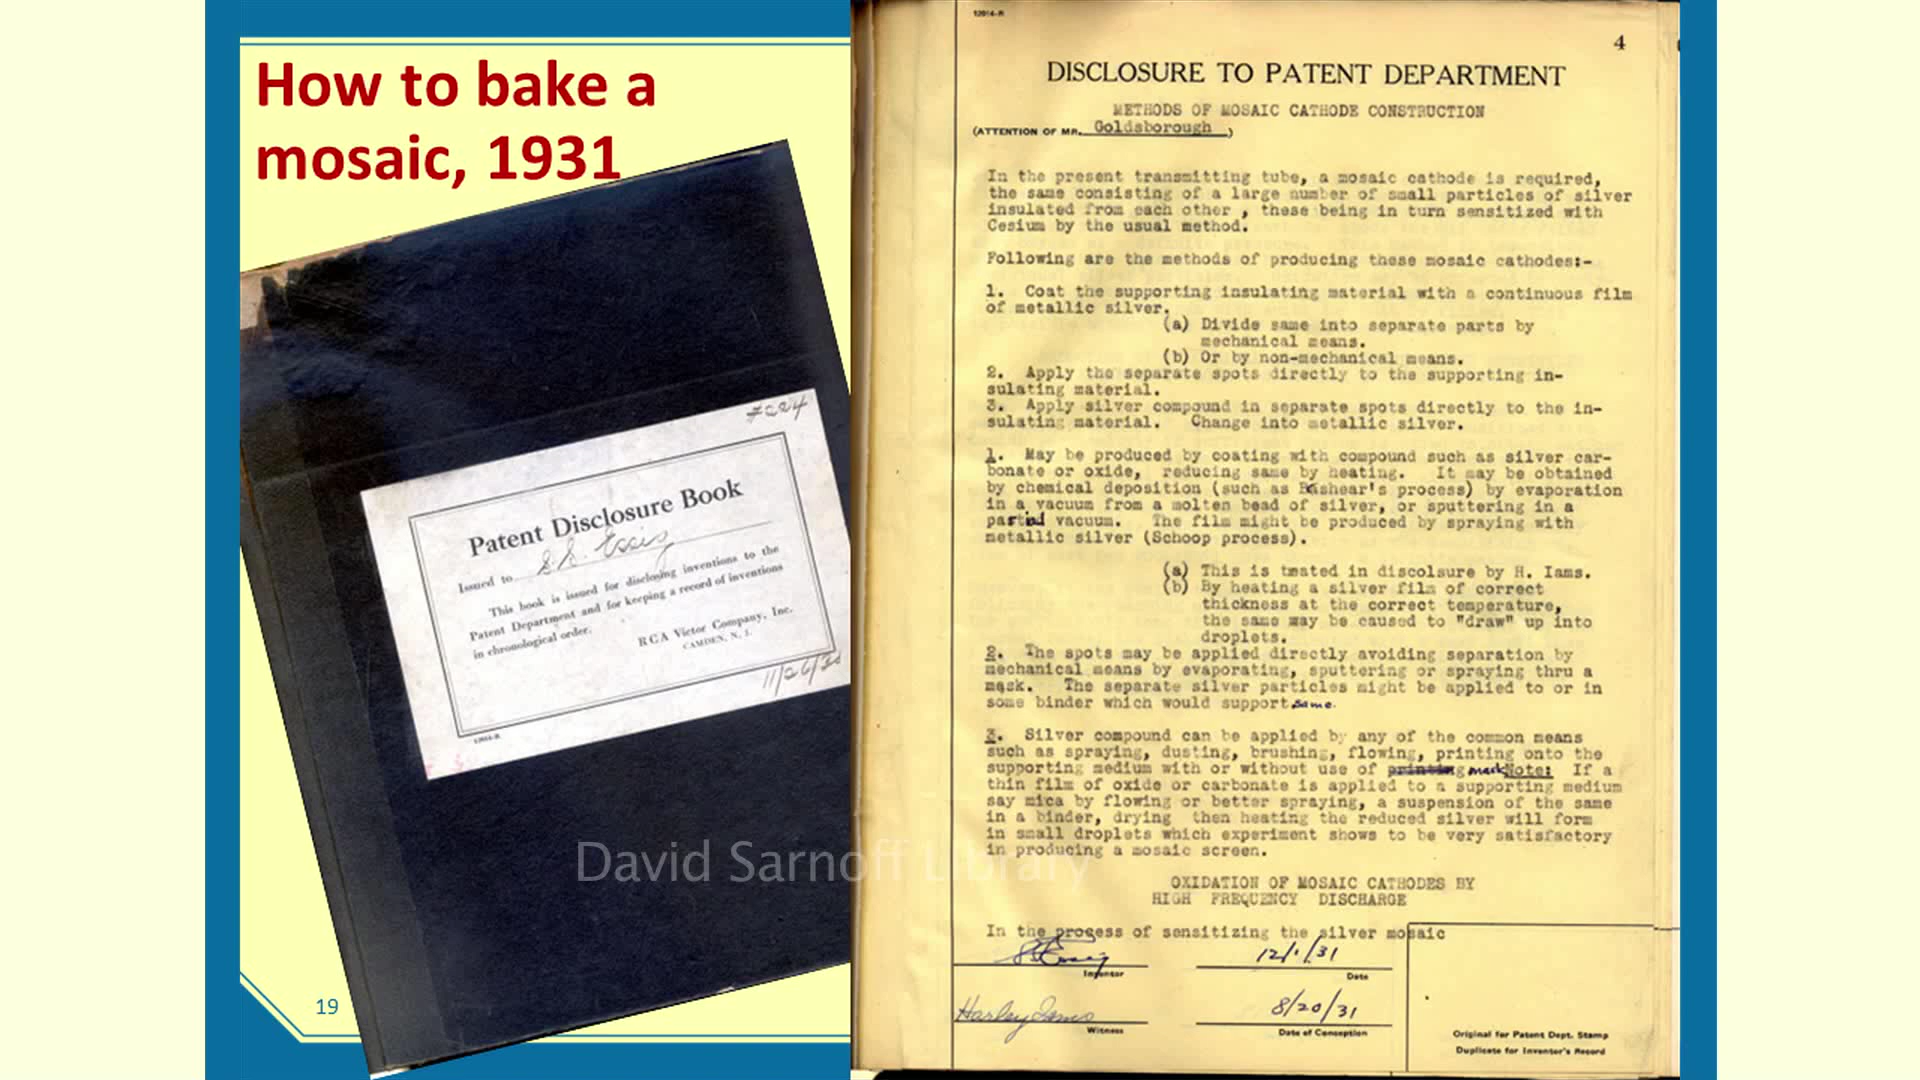 How to bake a
mosaic, 1931
#224
Patent Disclosure Book
Issued to S. S. Essig
This book is issued for disclosing inventions to the
Patent Department and for keeping a record of inventions
in chronological order.
RCA Victor Company, Inc.
CAMDEN, N. J.
11/26/30
12014-R
19
David Sarnoff Library
12014-R
4
DISCLOSURE TO PATENT DEPARTMENT
METHODS OF MOSAIC CATHODE CONSTRUCTION
(ATTENTION OF MR. Goldsborough )
In the present transmitting tube, a mosaic cathode is required,
the same consisting of a large number of small particles of silver
insulated from each other , these being in turn sensitized with
Cesium by the usual method.
Following are the methods of producing these mosaic cathodes:-
1. Coat the supporting insulating material with a continuous film
of metallic silver.
(a) Divide same into separate parts by
mechanical means.
(b) Or by non-mechanical means.
2. Apply the separate spots directly to the supporting in-
sulating material.
3. Apply silver compound in separate spots directly to the in-
sulating material. Change into metallic silver.
1. May be produced by coating with compound such as silver car-
bonate or oxide, reducing same by heating. It may be obtained
by chemical deposition (such as Bashear's process) by evaporation
in a vacuum from a molten bead of silver, or sputtering in a
partial vacuum. The film might be produced by spraying with
metallic silver (Schoop process).
(a) This is tmated in discolsure by H. Iams.
(b) By heating a silver film of correct
thickness at the correct temperature,
the same may be caused to "draw" up into
droplets.
2. The spots may be applied directly avoiding separation by
mechanical means by evaporating, sputtering or spraying thru a
mask. The separate silver particles might be applied to or in
some binder which would support same.
3. Silver compound can be applied by any of the common means
such as spraying, dusting, brushing, flowing, printing onto the
supporting medium with or without use of printing mask Note: If a
thin film of oxide or carbonate is applied to a supporting medium
say mica by flowing or better spraying, a suspension of the same
in a binder, drying then heating the reduced silver will form
in small droplets which experiment shows to be very satisfactory
in producing a mosaic screen.
OXIDATION OF MOSAIC CATHODES BY
HIGH FREQUENCY DISCHARGE
In the progess of sensitizing the silver mosaic
S. Essig 12/1/31
Inventor Date
Harley Iams 8/20/31
Witness Date of Conception
Original for Patent Dept. Stamp
Duplicate for Inventor's Record